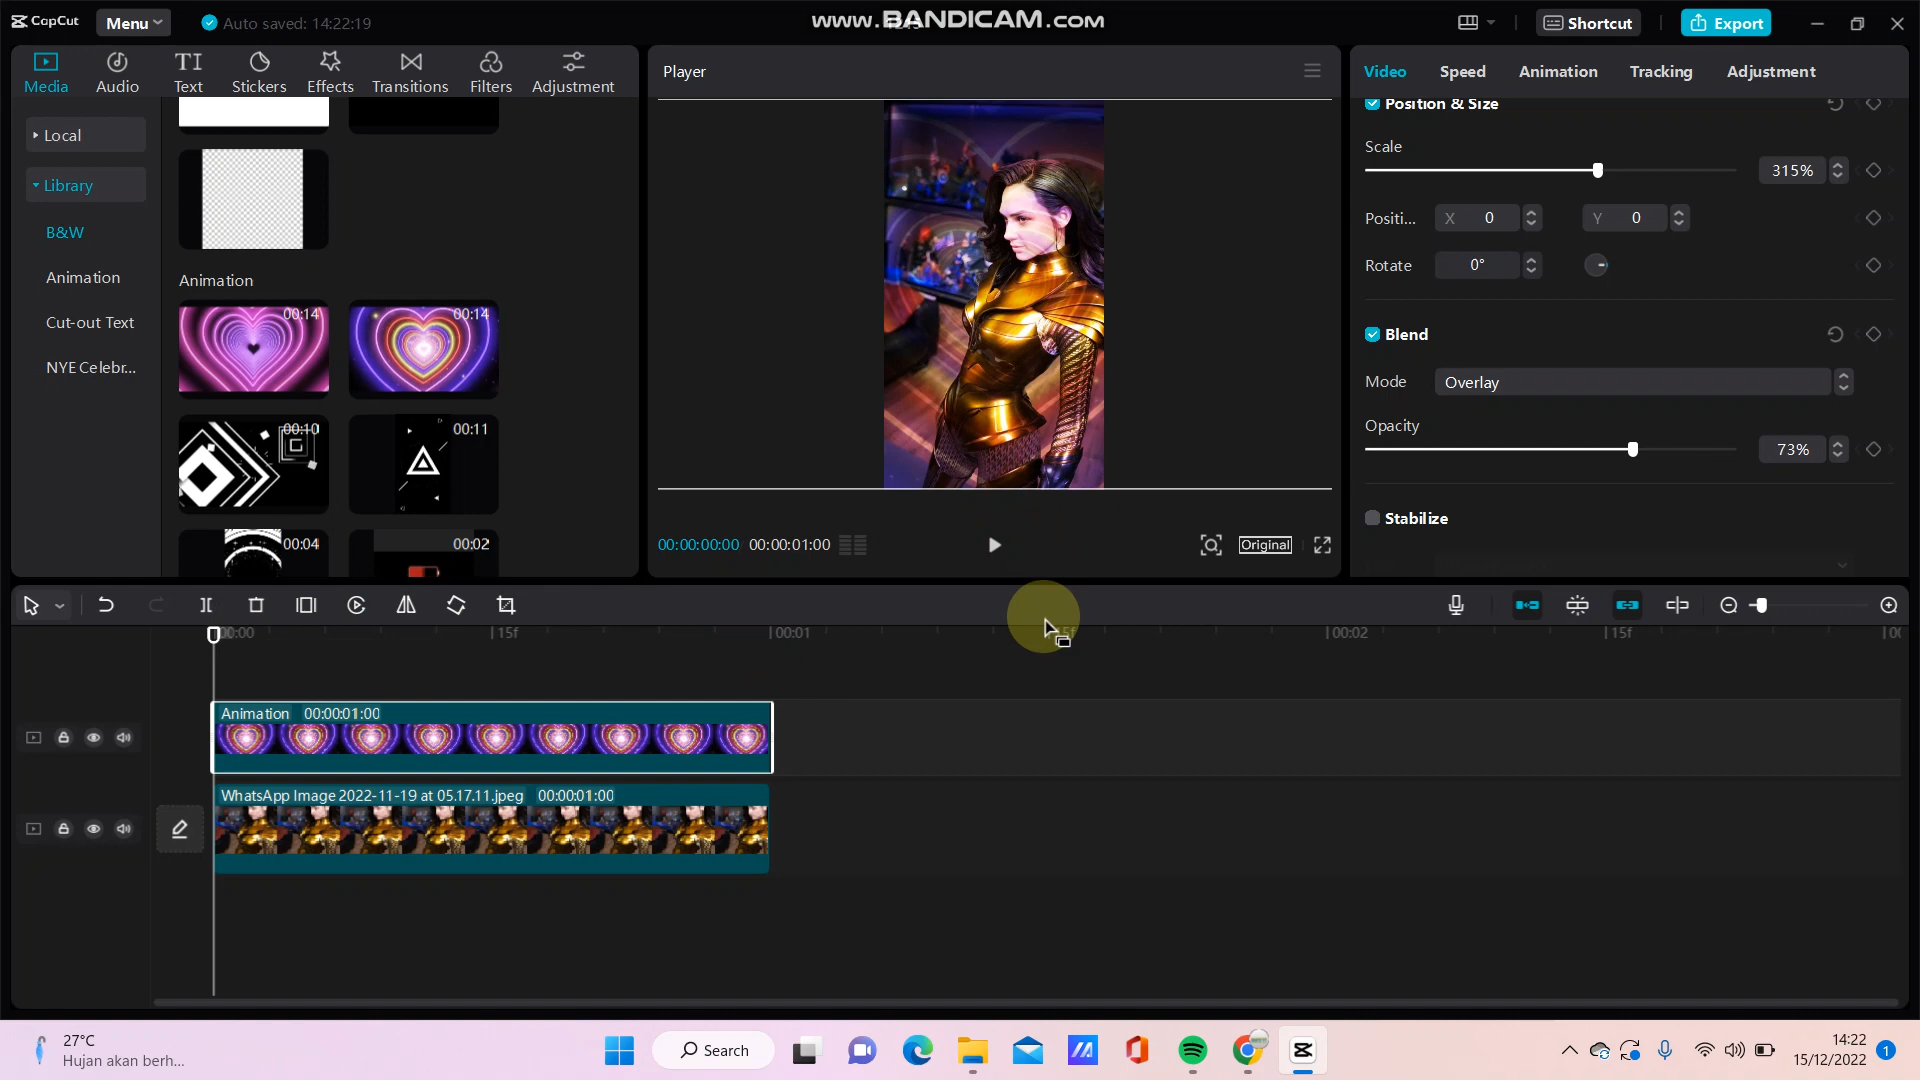 CapCut
Menu
Auto saved: 14:22:19
www.BANDICAM.com
Shortcut
Export
Media
Audio
Text
Stickers
Effects
Transitions
Filters
Adjustment
Local
Library
B&W
Animation
Cut-out Text
NYE Celebr...
Animation
00:14
00:14
00:10
00:11
00:04
00:02
Player
00:00:00:00 00:00:01:00
Original
Video
Speed
Animation
Tracking
Adjustment
Position & Size
Scale
315%
Positi...
X 0
Y 0
Rotate
0°
Blend
Mode
Overlay
Opacity
73%
Stabilize
00:00
15f
00:01
15f
00:02
15f
Animation 00:00:01:00
WhatsApp Image 2022-11-19 at 05.17.11.jpeg 00:00:01:00
27°C
Hujan akan berh...
Search
14:22
15/12/2022
1